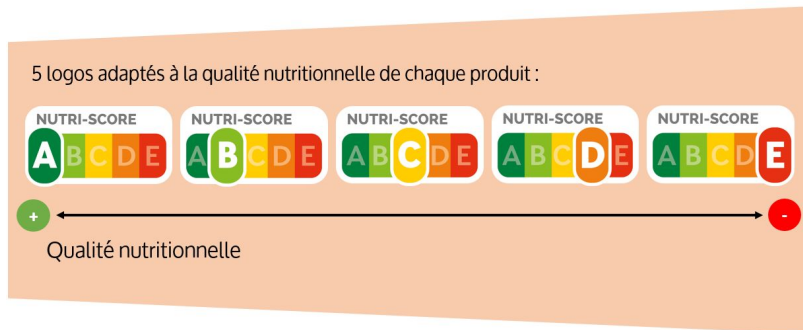 5 logos adaptés à la qualité nutritionnelle de chaque produit :
NUTRI-SCORE NUTRI-SCORE NUTRI-SCORE NUTRI-SCORE NUTRI-SCORE
A B C D E A B C D E A B C D E A B C D E A B C D E
+ -
Qualité nutritionnelle